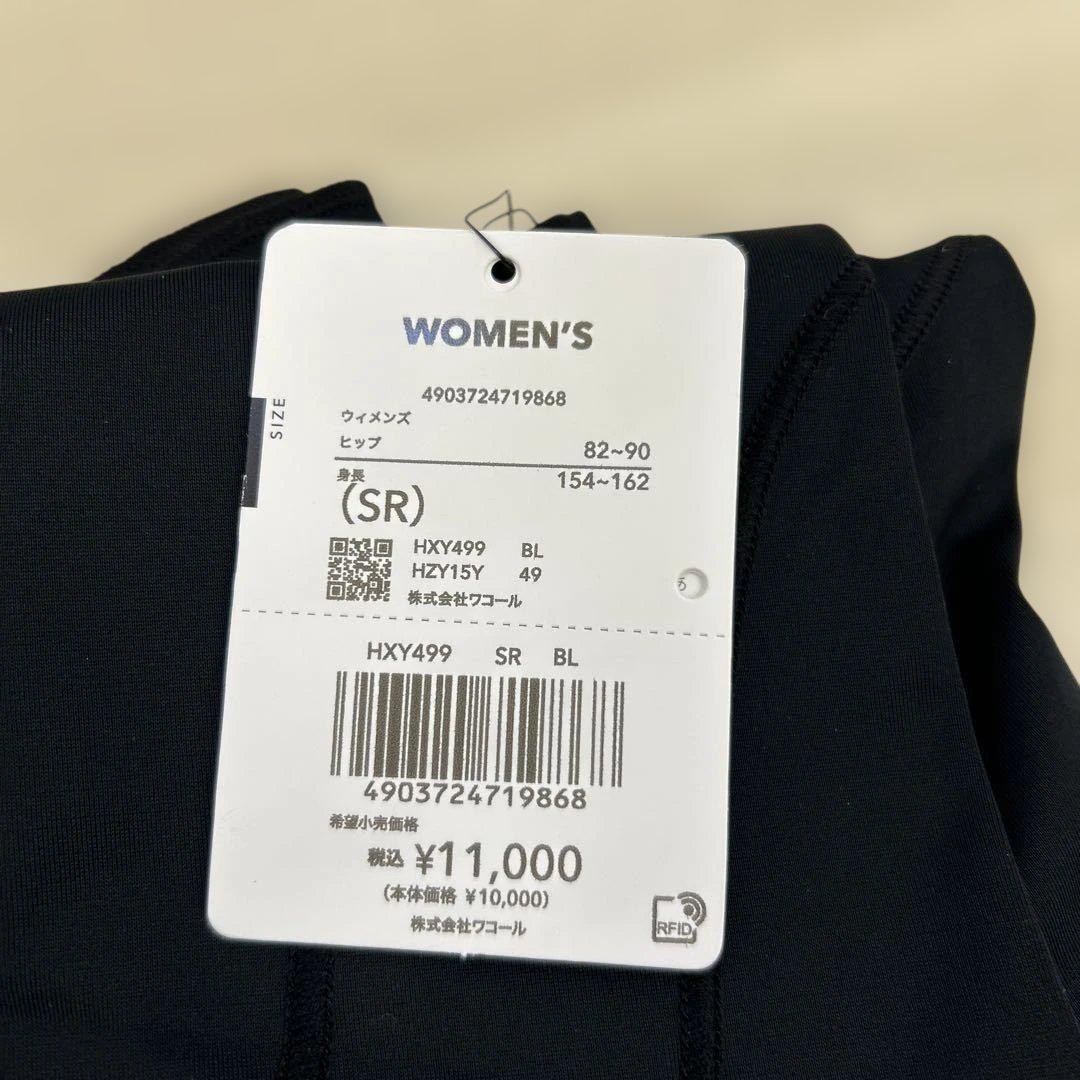 WOMEN'S
4903724719868
SIZE
ウィメンズ
ヒップ 82~90
身長 154~162
(SR)
HXY499 BL
HZY15Y 49
株式会社ワコール
HXY499 SR BL
4903724719868
希望小売価格
税込 ¥11,000
(本体価格 ¥10,000)
株式会社ワコール
RFID